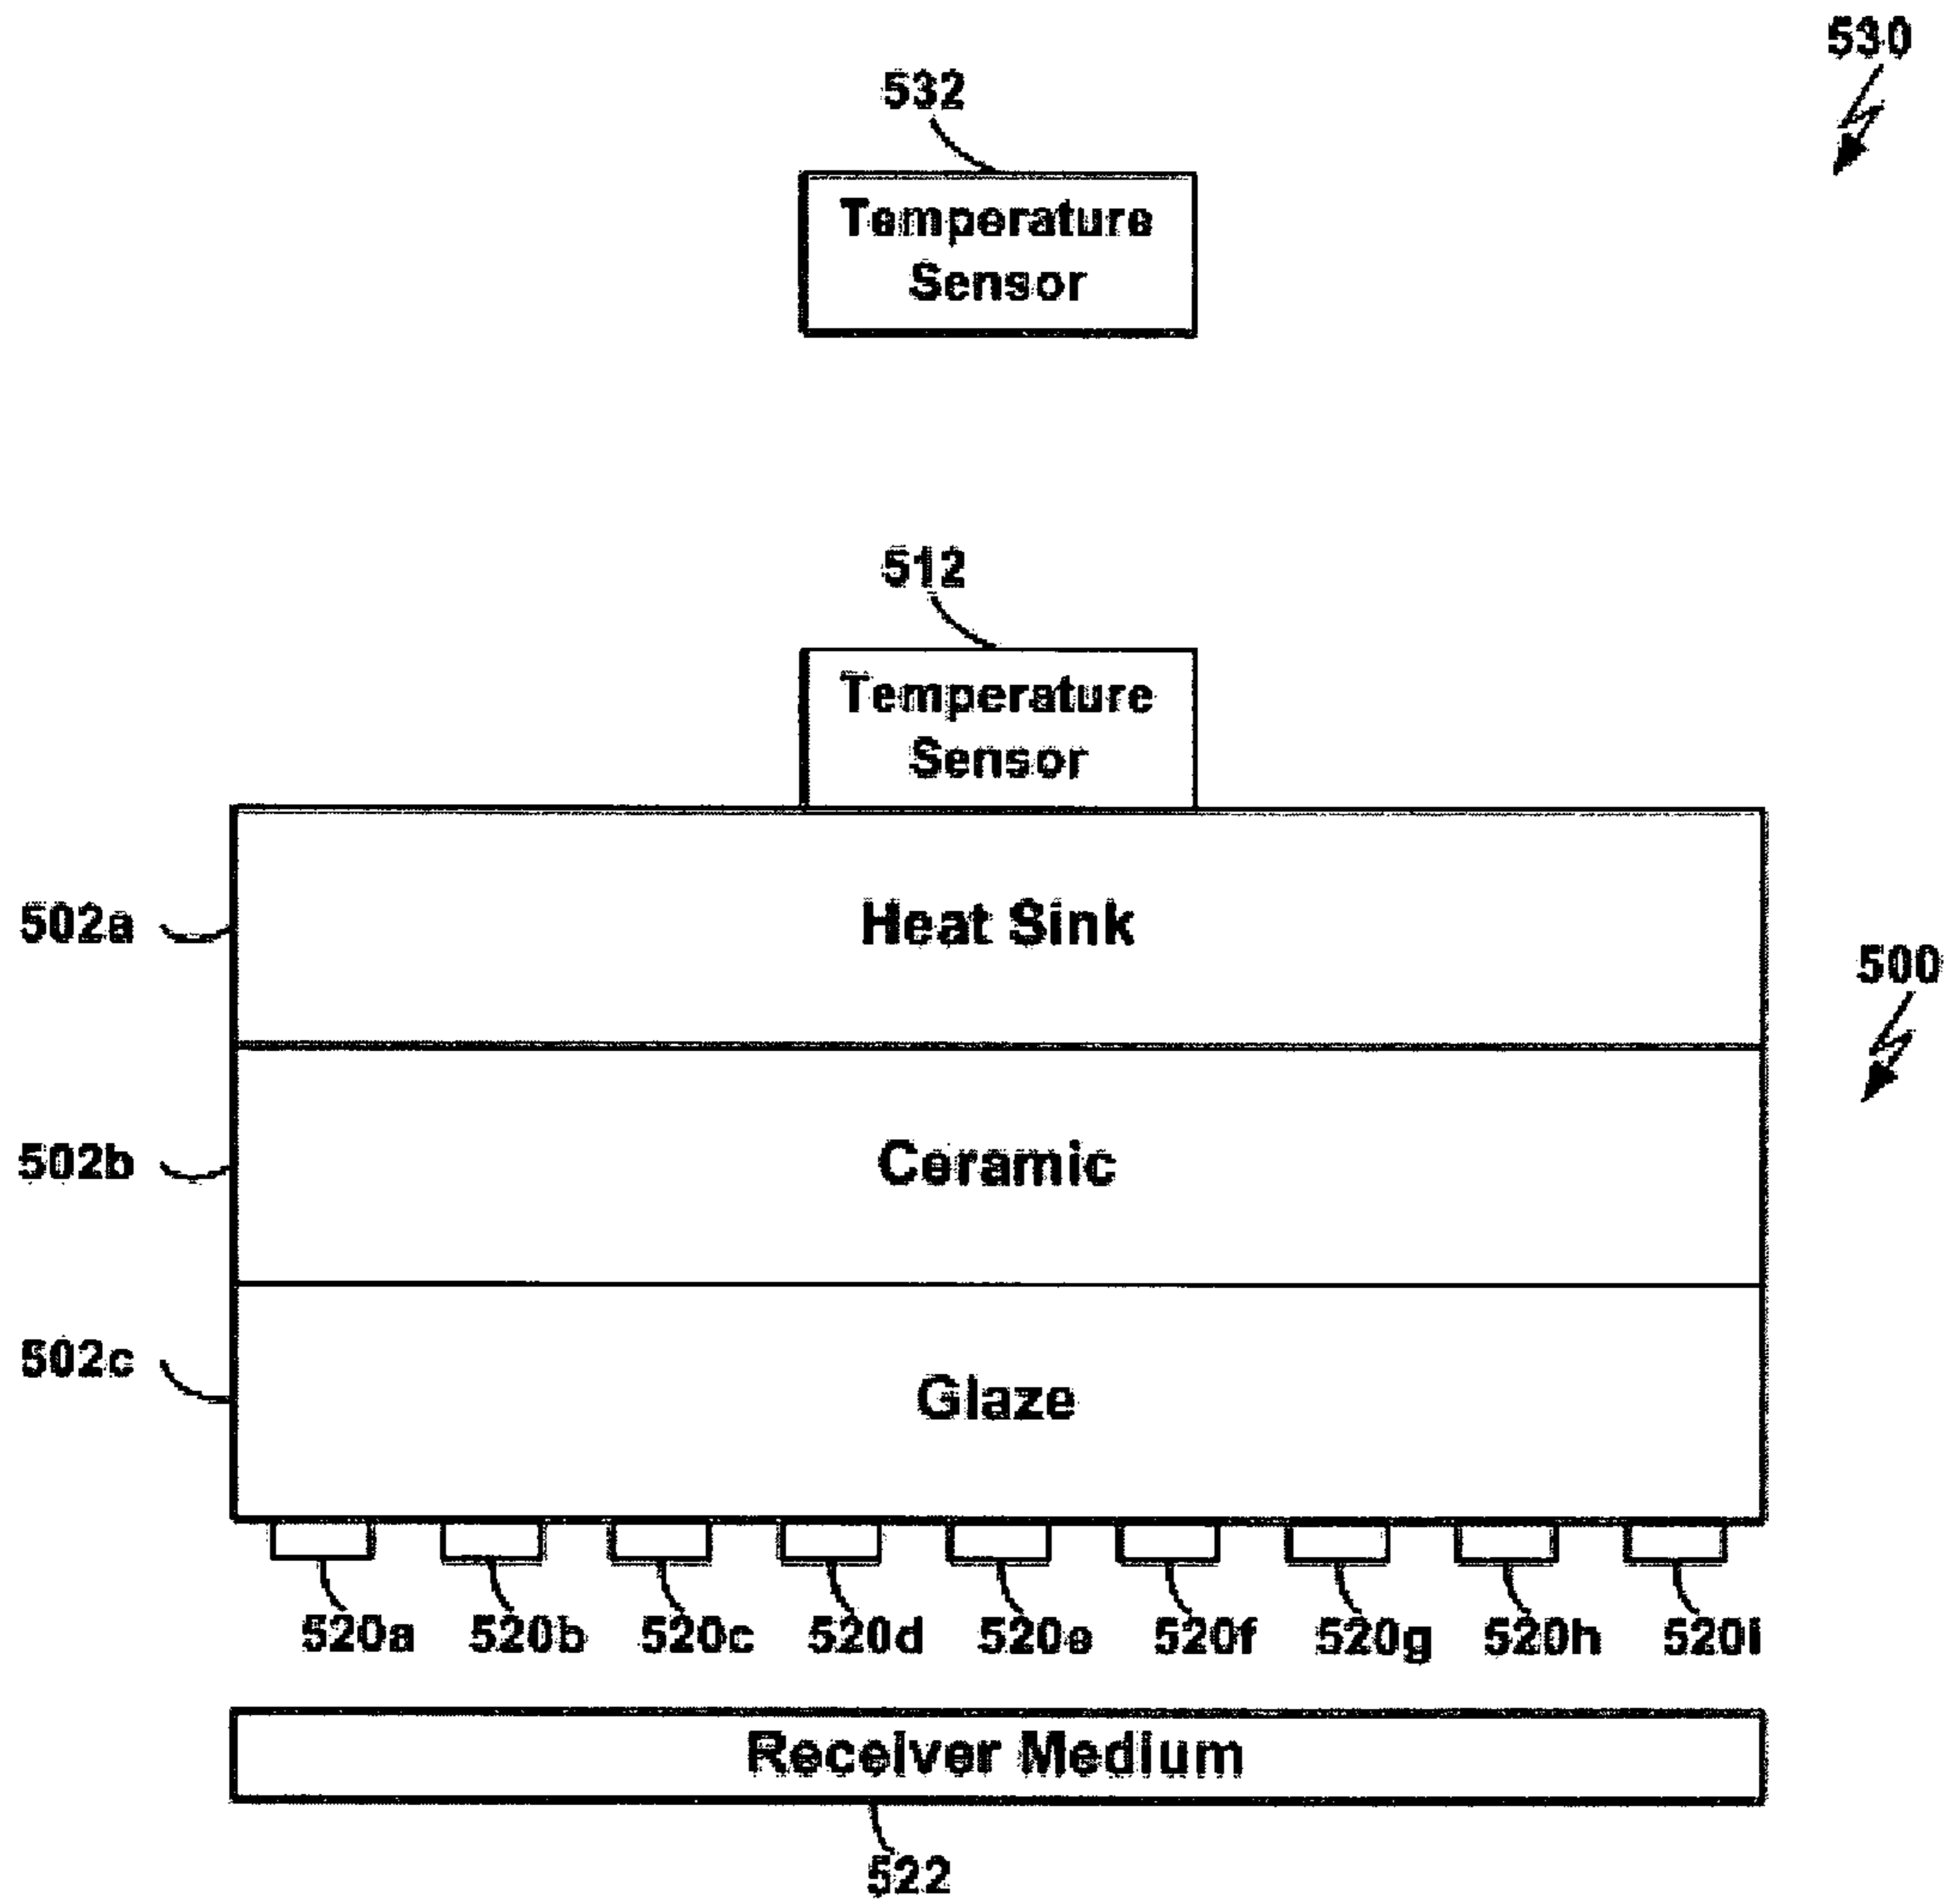 530
532
Temperature
Sensor
512
Temperature
Sensor
502a
Heat Sink
500
502b
Ceramic
502c
Glaze
520a 520b 520c 520d 520e 520f 520g 520h 520i
Receiver Medium
522